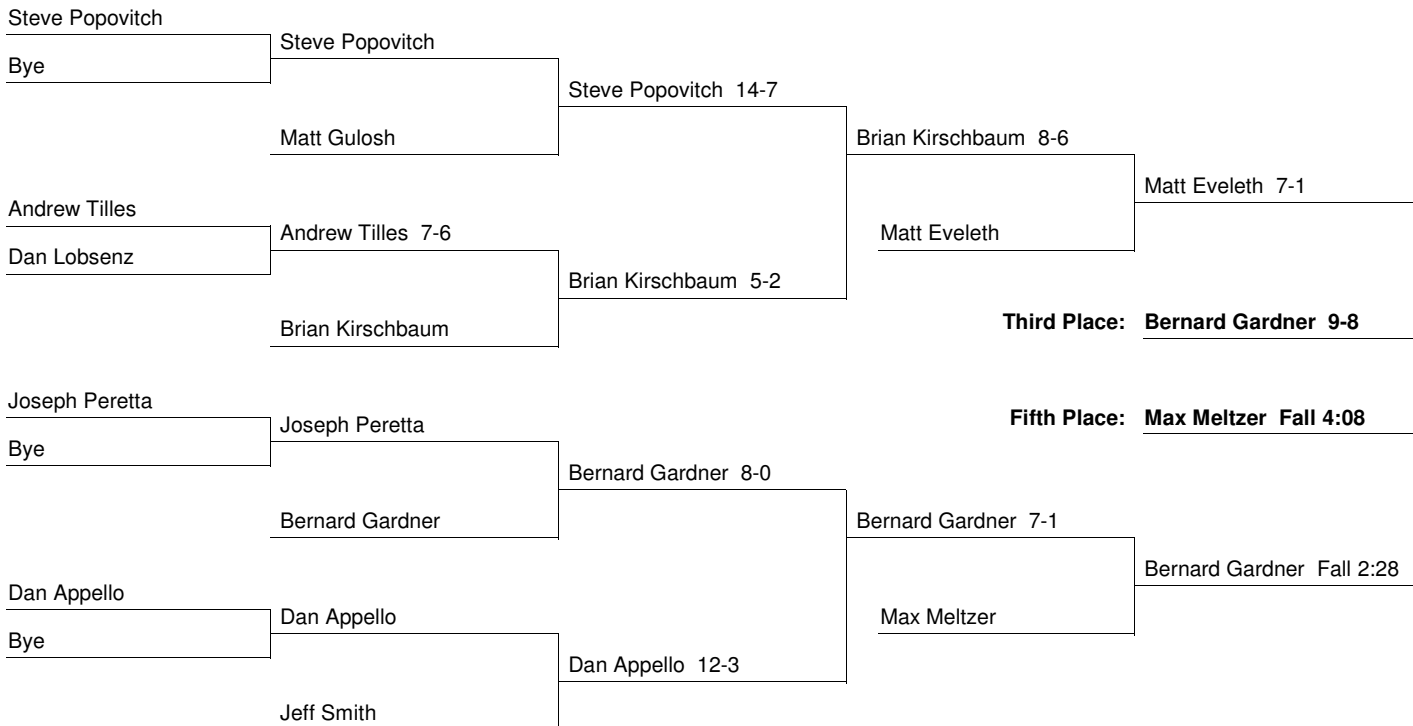 Steve Popovitch
Bye
Steve Popovitch
Matt Gulosh
Steve Popovitch 14-7
Andrew Tilles
Dan Lobsenz
Andrew Tilles 7-6
Brian Kirschbaum
Brian Kirschbaum 5-2
Brian Kirschbaum 8-6
Matt Eveleth
Matt Eveleth 7-1
Third Place: Bernard Gardner 9-8
Fifth Place: Max Meltzer Fall 4:08
Joseph Peretta
Bye
Joseph Peretta
Bernard Gardner
Bernard Gardner 8-0
Dan Appello
Bye
Dan Appello
Jeff Smith
Dan Appello 12-3
Bernard Gardner 7-1
Max Meltzer
Bernard Gardner Fall 2:28